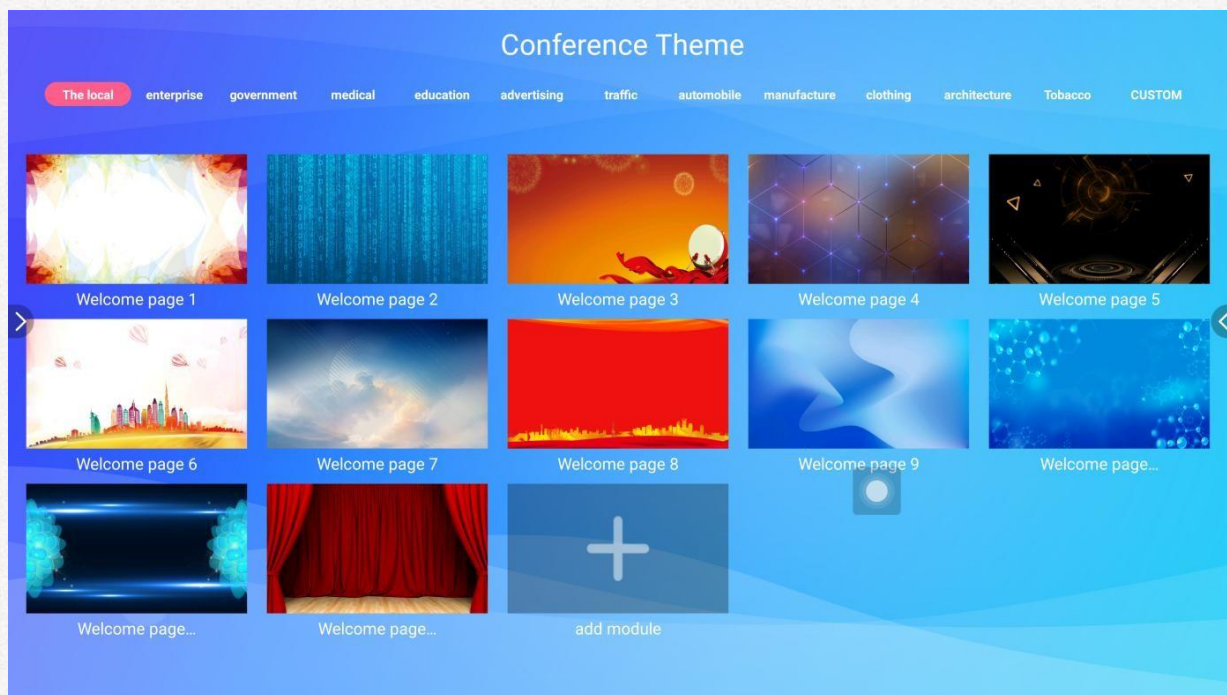 Conference Theme
The local enterprise government medical education advertising traffic automobile manufacture clothing architecture Tobacco CUSTOM
Welcome page 1 Welcome page 2 Welcome page 3 Welcome page 4 Welcome page 5
Welcome page 6 Welcome page 7 Welcome page 8 Welcome page 9 Welcome page...
Welcome page... Welcome page... add module